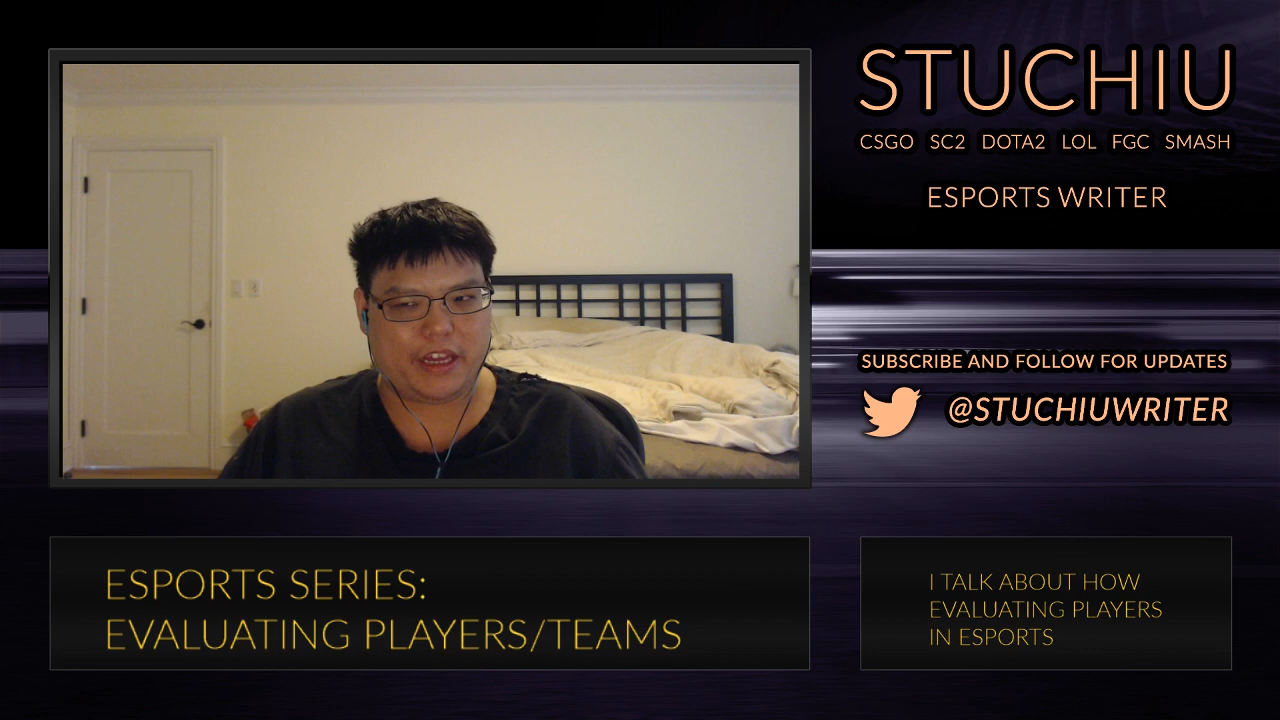 STUCHIU
CSGO SC2 DOTA2 LOL FGC SMASH
ESPORTS WRITER
SUBSCRIBE AND FOLLOW FOR UPDATES
@STUCHIUWRITER
ESPORTS SERIES:
EVALUATING PLAYERS/TEAMS
I TALK ABOUT HOW
EVALUATING PLAYERS
IN ESPORTS